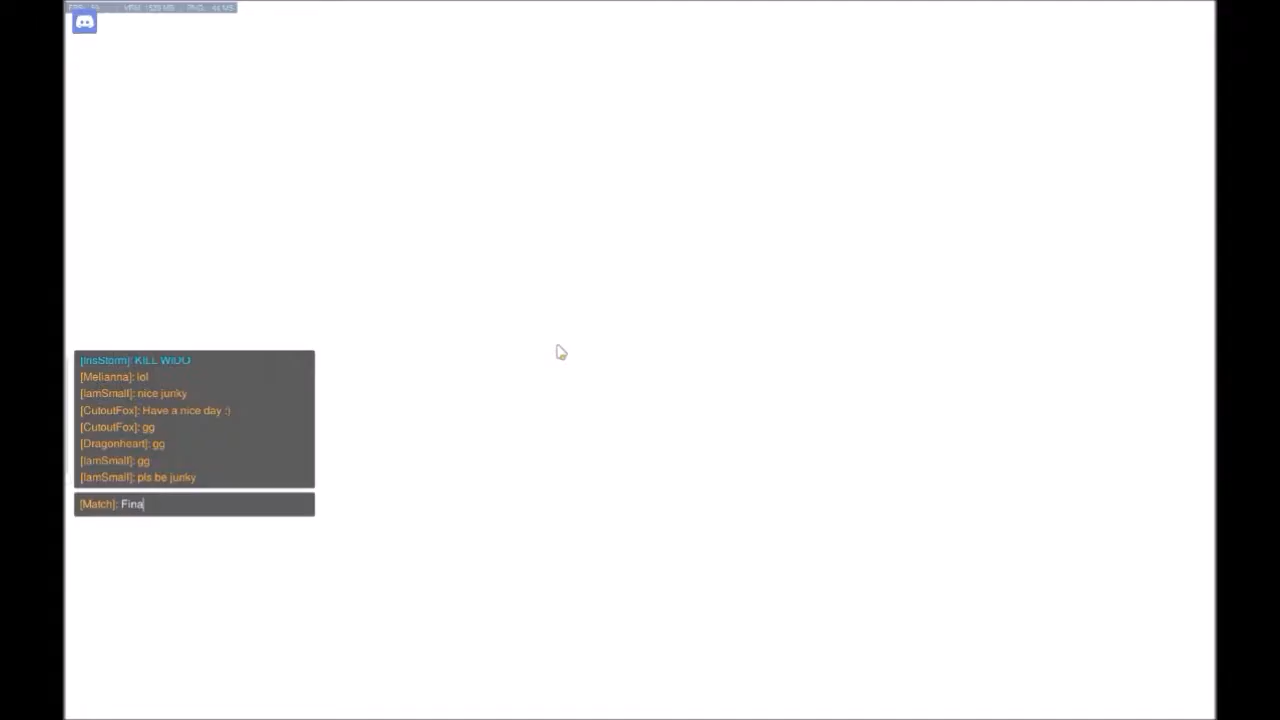 [IrisStorm]: KILL WIDO
[Melianna]: lol
[IamSmall]: nice junky
[CutoutFox]: Have a nice day :)
[CutoutFox]: gg
[Dragonheart]: gg
[IamSmall]: gg
[IamSmall]: pls be junky
[Match]: Fina